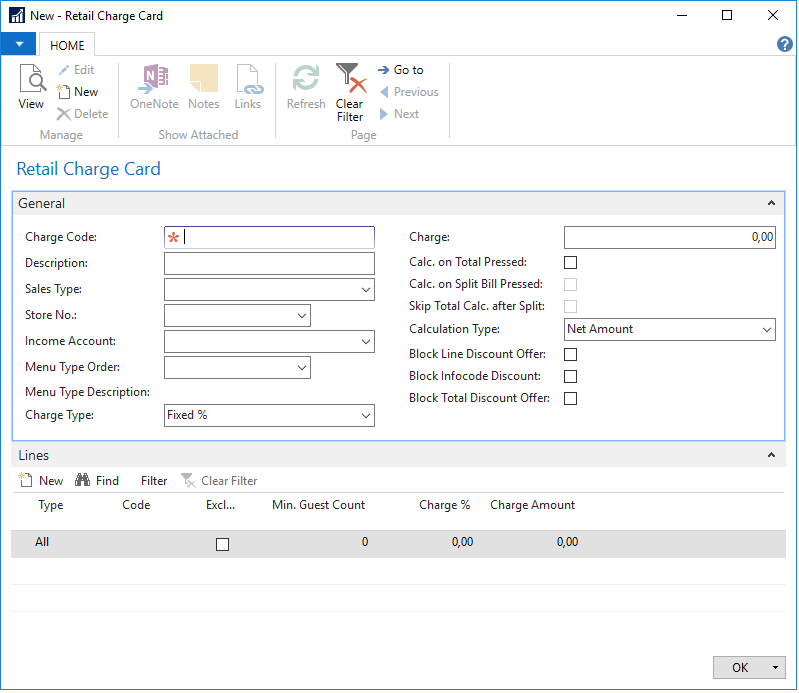 New - Retail Charge Card
HOME
View
Edit
New
Delete
Manage
OneNote
Notes
Links
Show Attached
Refresh
Clear Filter
Go to
Previous
Next
Page
Retail Charge Card
General
Charge Code: *
Description:
Sales Type:
Store No.:
Income Account:
Menu Type Order:
Menu Type Description:
Charge Type: Fixed %
Charge: 0,00
Calc. on Total Pressed:
Calc. on Split Bill Pressed:
Skip Total Calc. after Split:
Calculation Type: Net Amount
Block Line Discount Offer:
Block Infocode Discount:
Block Total Discount Offer:
Lines
New Find Filter Clear Filter
Type Code Excl... Min. Guest Count Charge % Charge Amount
All 0 0,00 0,00
OK